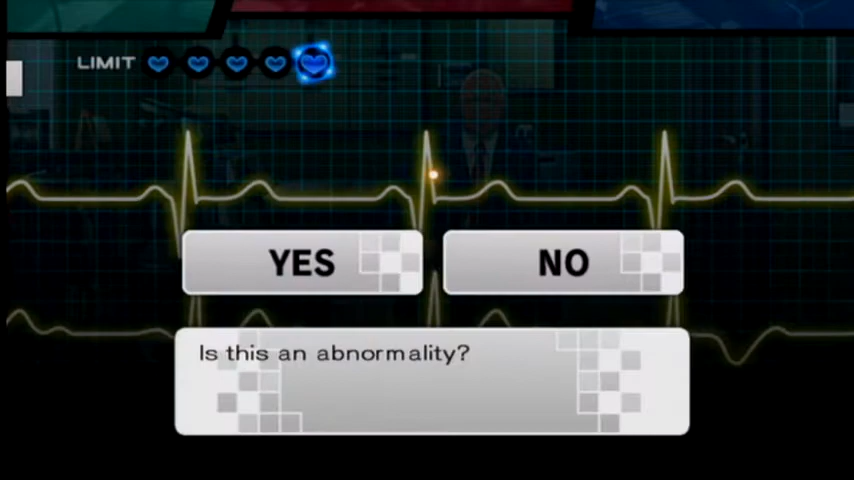 LIMIT
YES
NO
Is this an abnormality?